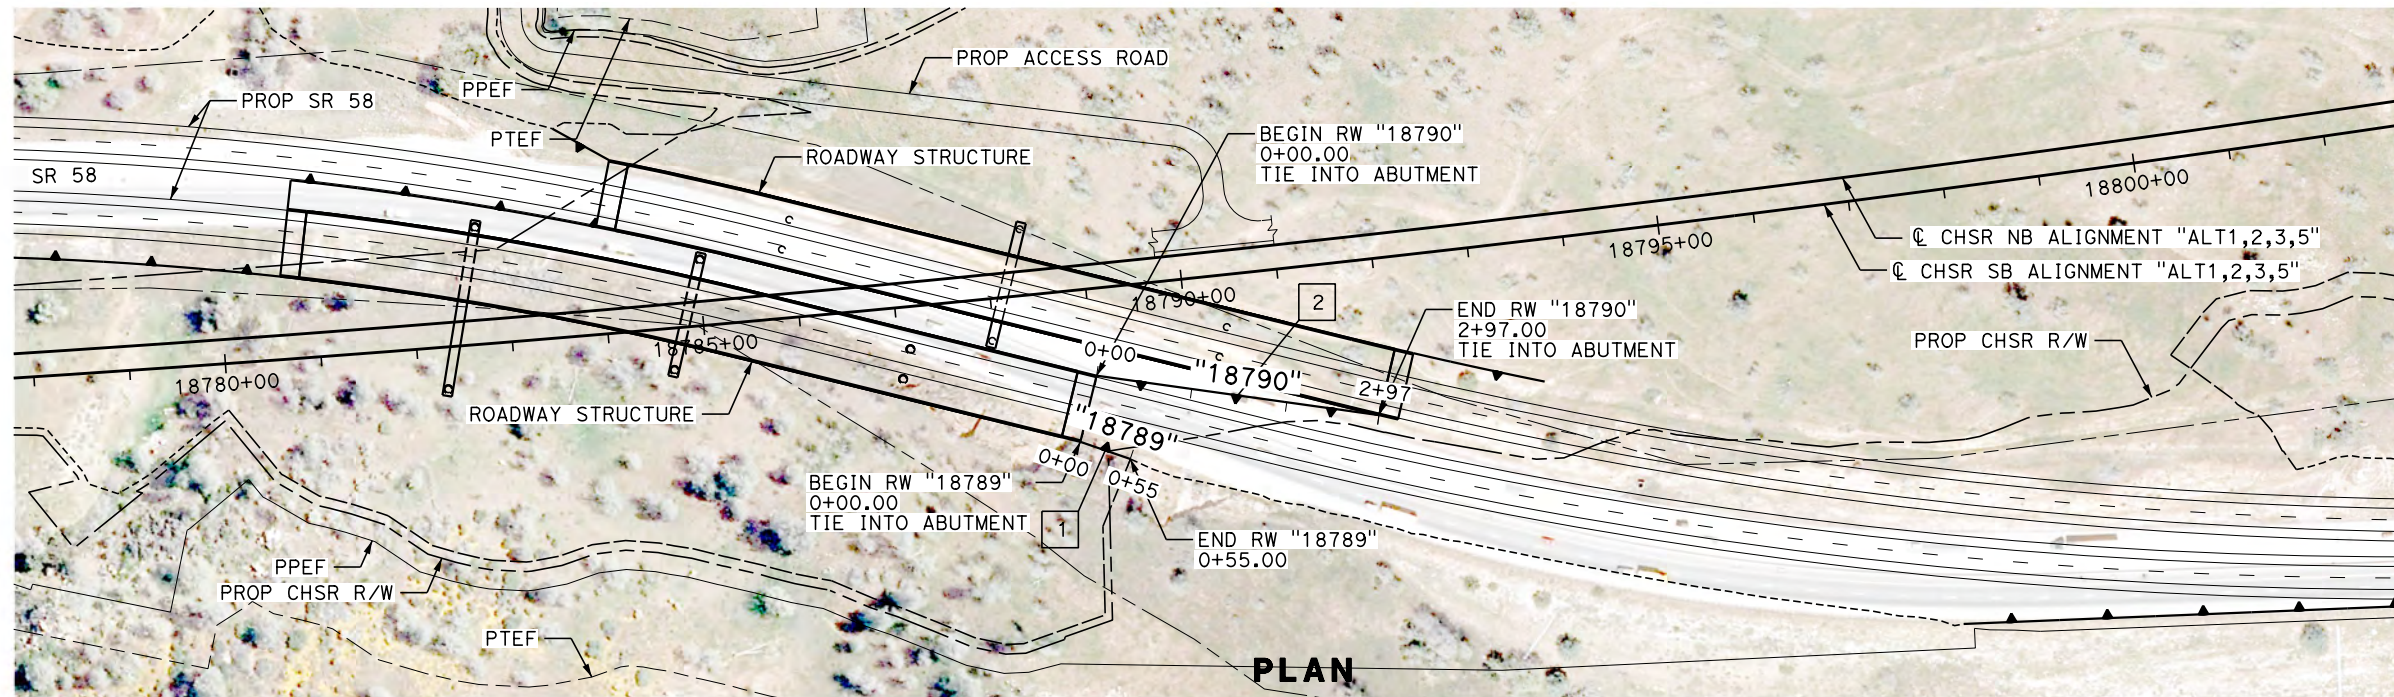 PROP ACCESS ROAD
PPEF
PROP SR 58
PTEF
BEGIN RW "18790"
0+00.00
TIE INTO ABUTMENT
ROADWAY STRUCTURE
SR 58
18800+00
℄ CHSR NB ALIGNMENT "ALT1,2,3,5"
18795+00
℄ CHSR SB ALIGNMENT "ALT1,2,3,5"
18790+00
2
END RW "18790"
2+97.00
TIE INTO ABUTMENT
PROP CHSR R/W
18785+00
0+00
"18790"
2+97
18780+00
ROADWAY STRUCTURE
"18789"
0+00
0+55
BEGIN RW "18789"
0+00.00
TIE INTO ABUTMENT
1
END RW "18789"
0+55.00
PPEF
PROP CHSR R/W
PTEF
PLAN